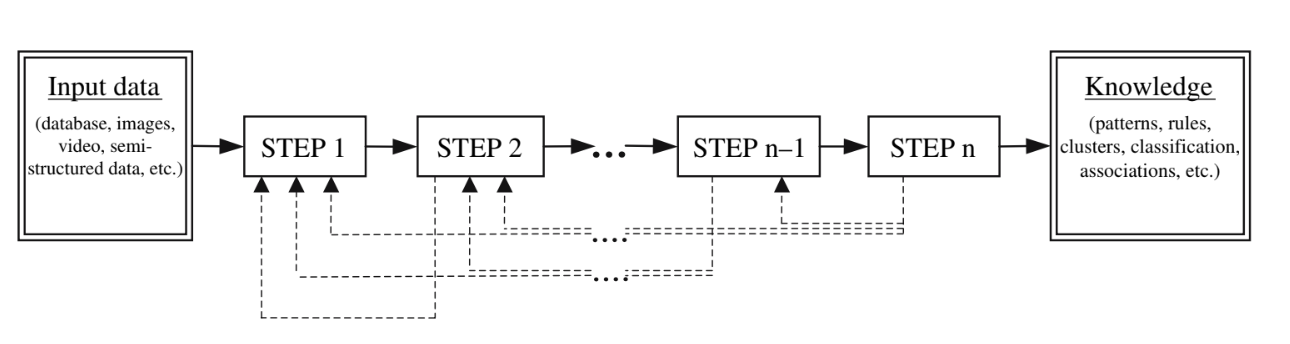 Input data
(database, images,
video, semi-
structured data, etc.)
STEP 1
STEP 2
...
STEP n–1
STEP n
Knowledge
(patterns, rules,
clusters, classification,
associations, etc.)
....
....